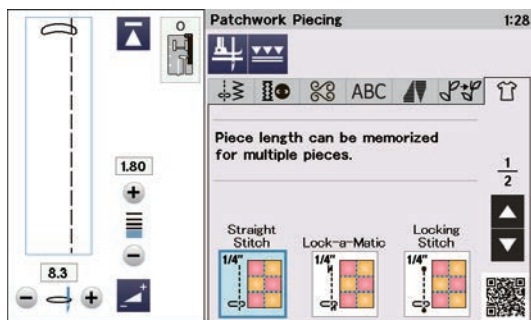 Patchwork Piecing
1:28
O
ABC
Piece length can be memorized
for multiple pieces.
1
2
1.80
8.3
Straight
Stitch
Lock-a-Matic
Locking
Stitch
1/4"
1/4"
1/4"